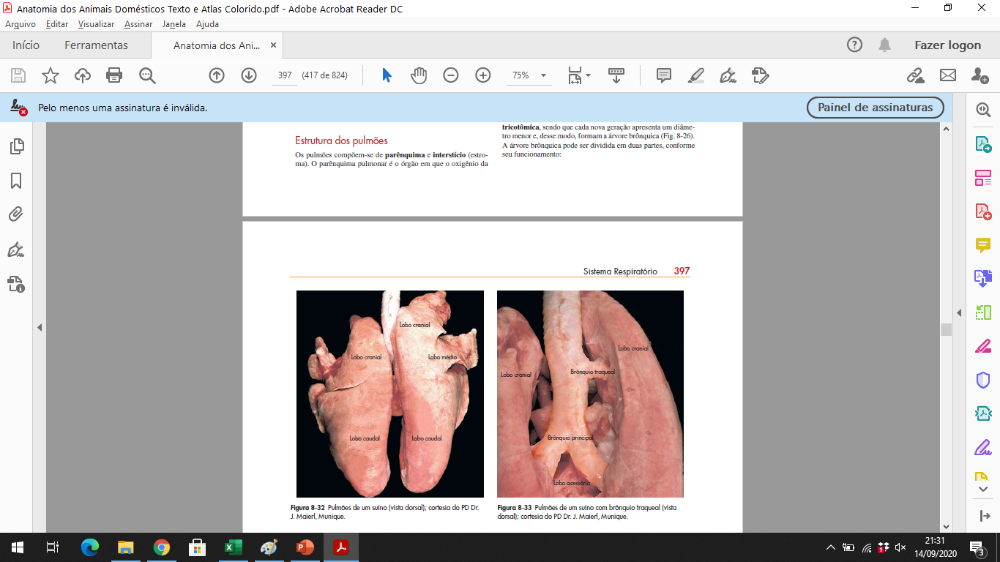 Anatomia dos Animais Domésticos Texto e Atlas Colorido.pdf - Adobe Acrobat Reader DC
Arquivo Editar Visualizar Assinar Janela Ajuda
Início Ferramentas Anatomia dos Ani... × Fazer logon
397 (417 de 824) 75%
Pelo menos uma assinatura é inválida. Painel de assinaturas
Estrutura dos pulmões
Os pulmões compõem-se de parênquima e interstício (estro-
ma). O parênquima pulmonar é o órgão em que o oxigênio da
tricotômica, sendo que cada nova geração apresenta um diâme-
tro menor e, desse modo, formam a árvore brônquica (Fig. 8-26).
A árvore brônquica pode ser dividida em duas partes, conforme
seu funcionamento:
Sistema Respiratório 397
Lobo cranial
Lobo cranial
Lobo médio
Lobo caudal
Lobo caudal
Lobo cranial
Lobo cranial
Brônquio traqueal
Brônquio principal
Lobo acessório
Figura 8-32 Pulmões de um suíno (vista dorsal); cortesia do PD Dr.
J. Maierl, Munique.
Figura 8-33 Pulmões de um suíno com brônquio traqueal (vista
dorsal); cortesia do PD Dr. J. Maierl, Munique.
21:31
14/09/2020
3